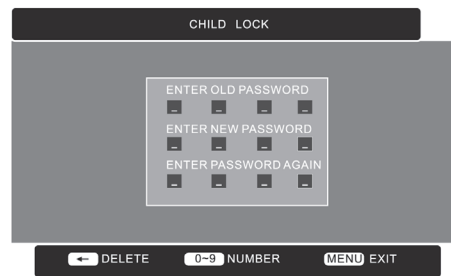 CHILD LOCK
ENTER OLD PASSWORD
_ _ _ _
ENTER NEW PASSWORD
_ _ _ _
ENTER PASSWORD AGAIN
_ _ _ _
← DELETE 0~9 NUMBER MENU EXIT